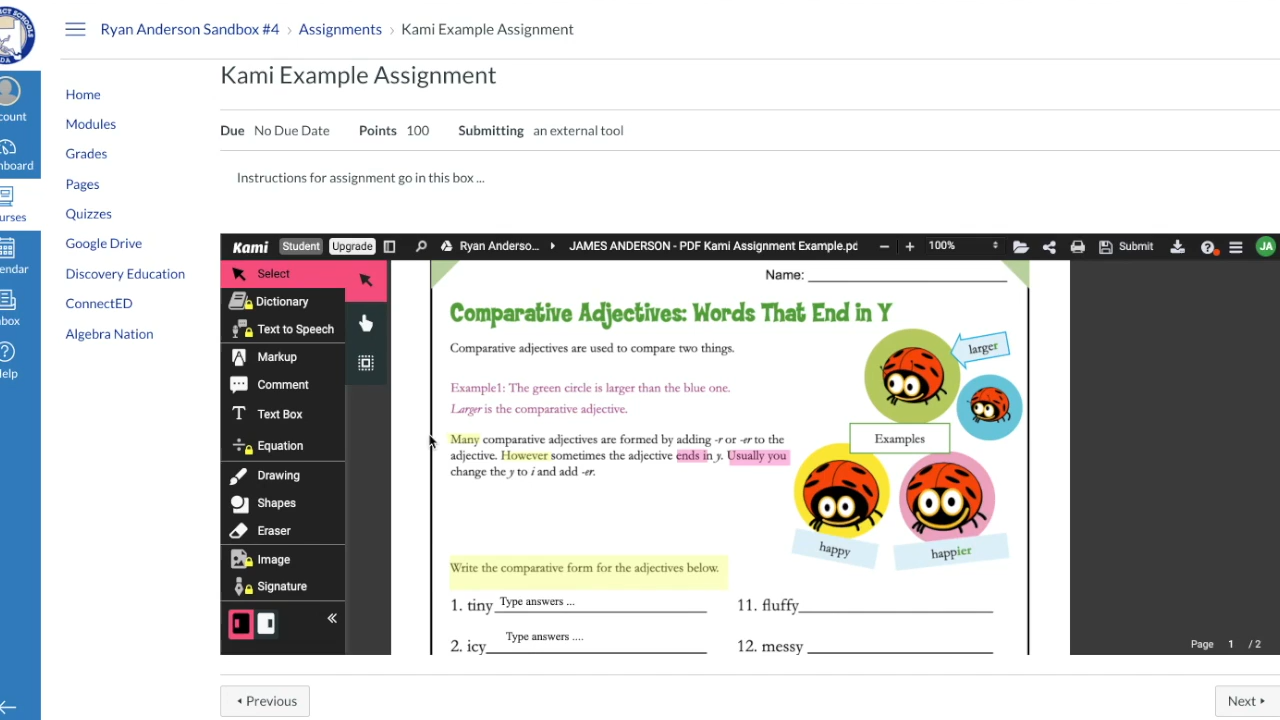 Ryan Anderson Sandbox #4 › Assignments › Kami Example Assignment
Kami Example Assignment
Due No Due Date Points 100 Submitting an external tool
Instructions for assignment go in this box ...
Home
Modules
Grades
Pages
Quizzes
Google Drive
Discovery Education
ConnectED
Algebra Nation
count
hboard
urses
endar
box
elp
Kami Student Upgrade Ryan Anderso... JAMES ANDERSON - PDF Kami Assignment Example.pd − + 100% Submit JA
Select
Dictionary
Text to Speech
Markup
Comment
Text Box
Equation
Drawing
Shapes
Eraser
Image
Signature
Name:
Comparative Adjectives: Words That End in Y
Comparative adjectives are used to compare two things.
Example1: The green circle is larger than the blue one.
Larger is the comparative adjective.
Many comparative adjectives are formed by adding -r or -er to the
adjective. However sometimes the adjective ends in y. Usually you
change the y to i and add -er.
larger
Examples
happy
happier
Write the comparative form for the adjectives below.
1. tiny Type answers ...
11. fluffy
2. icy Type answers ....
12. messy
Page 1 / 2
Previous
Next